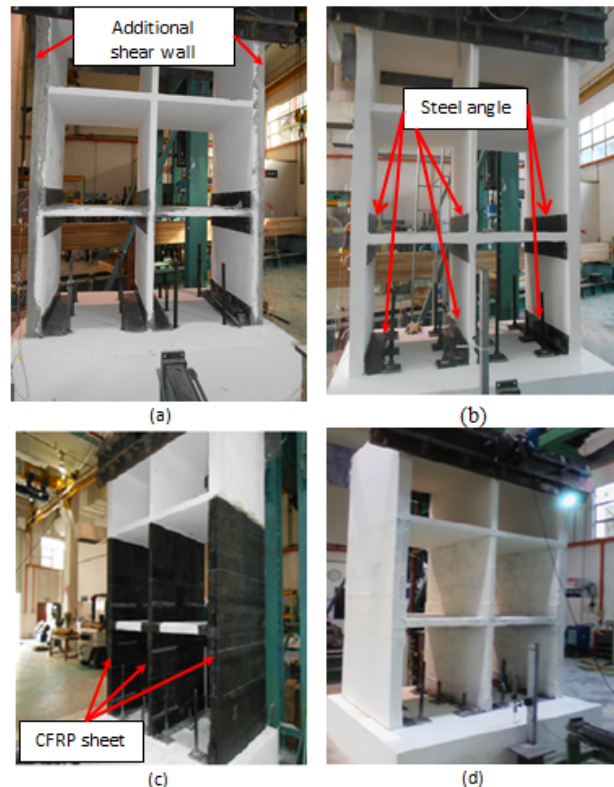 Additional
shear wall
Steel angle
(a)
(b)
CFRP sheet
(c)
(d)